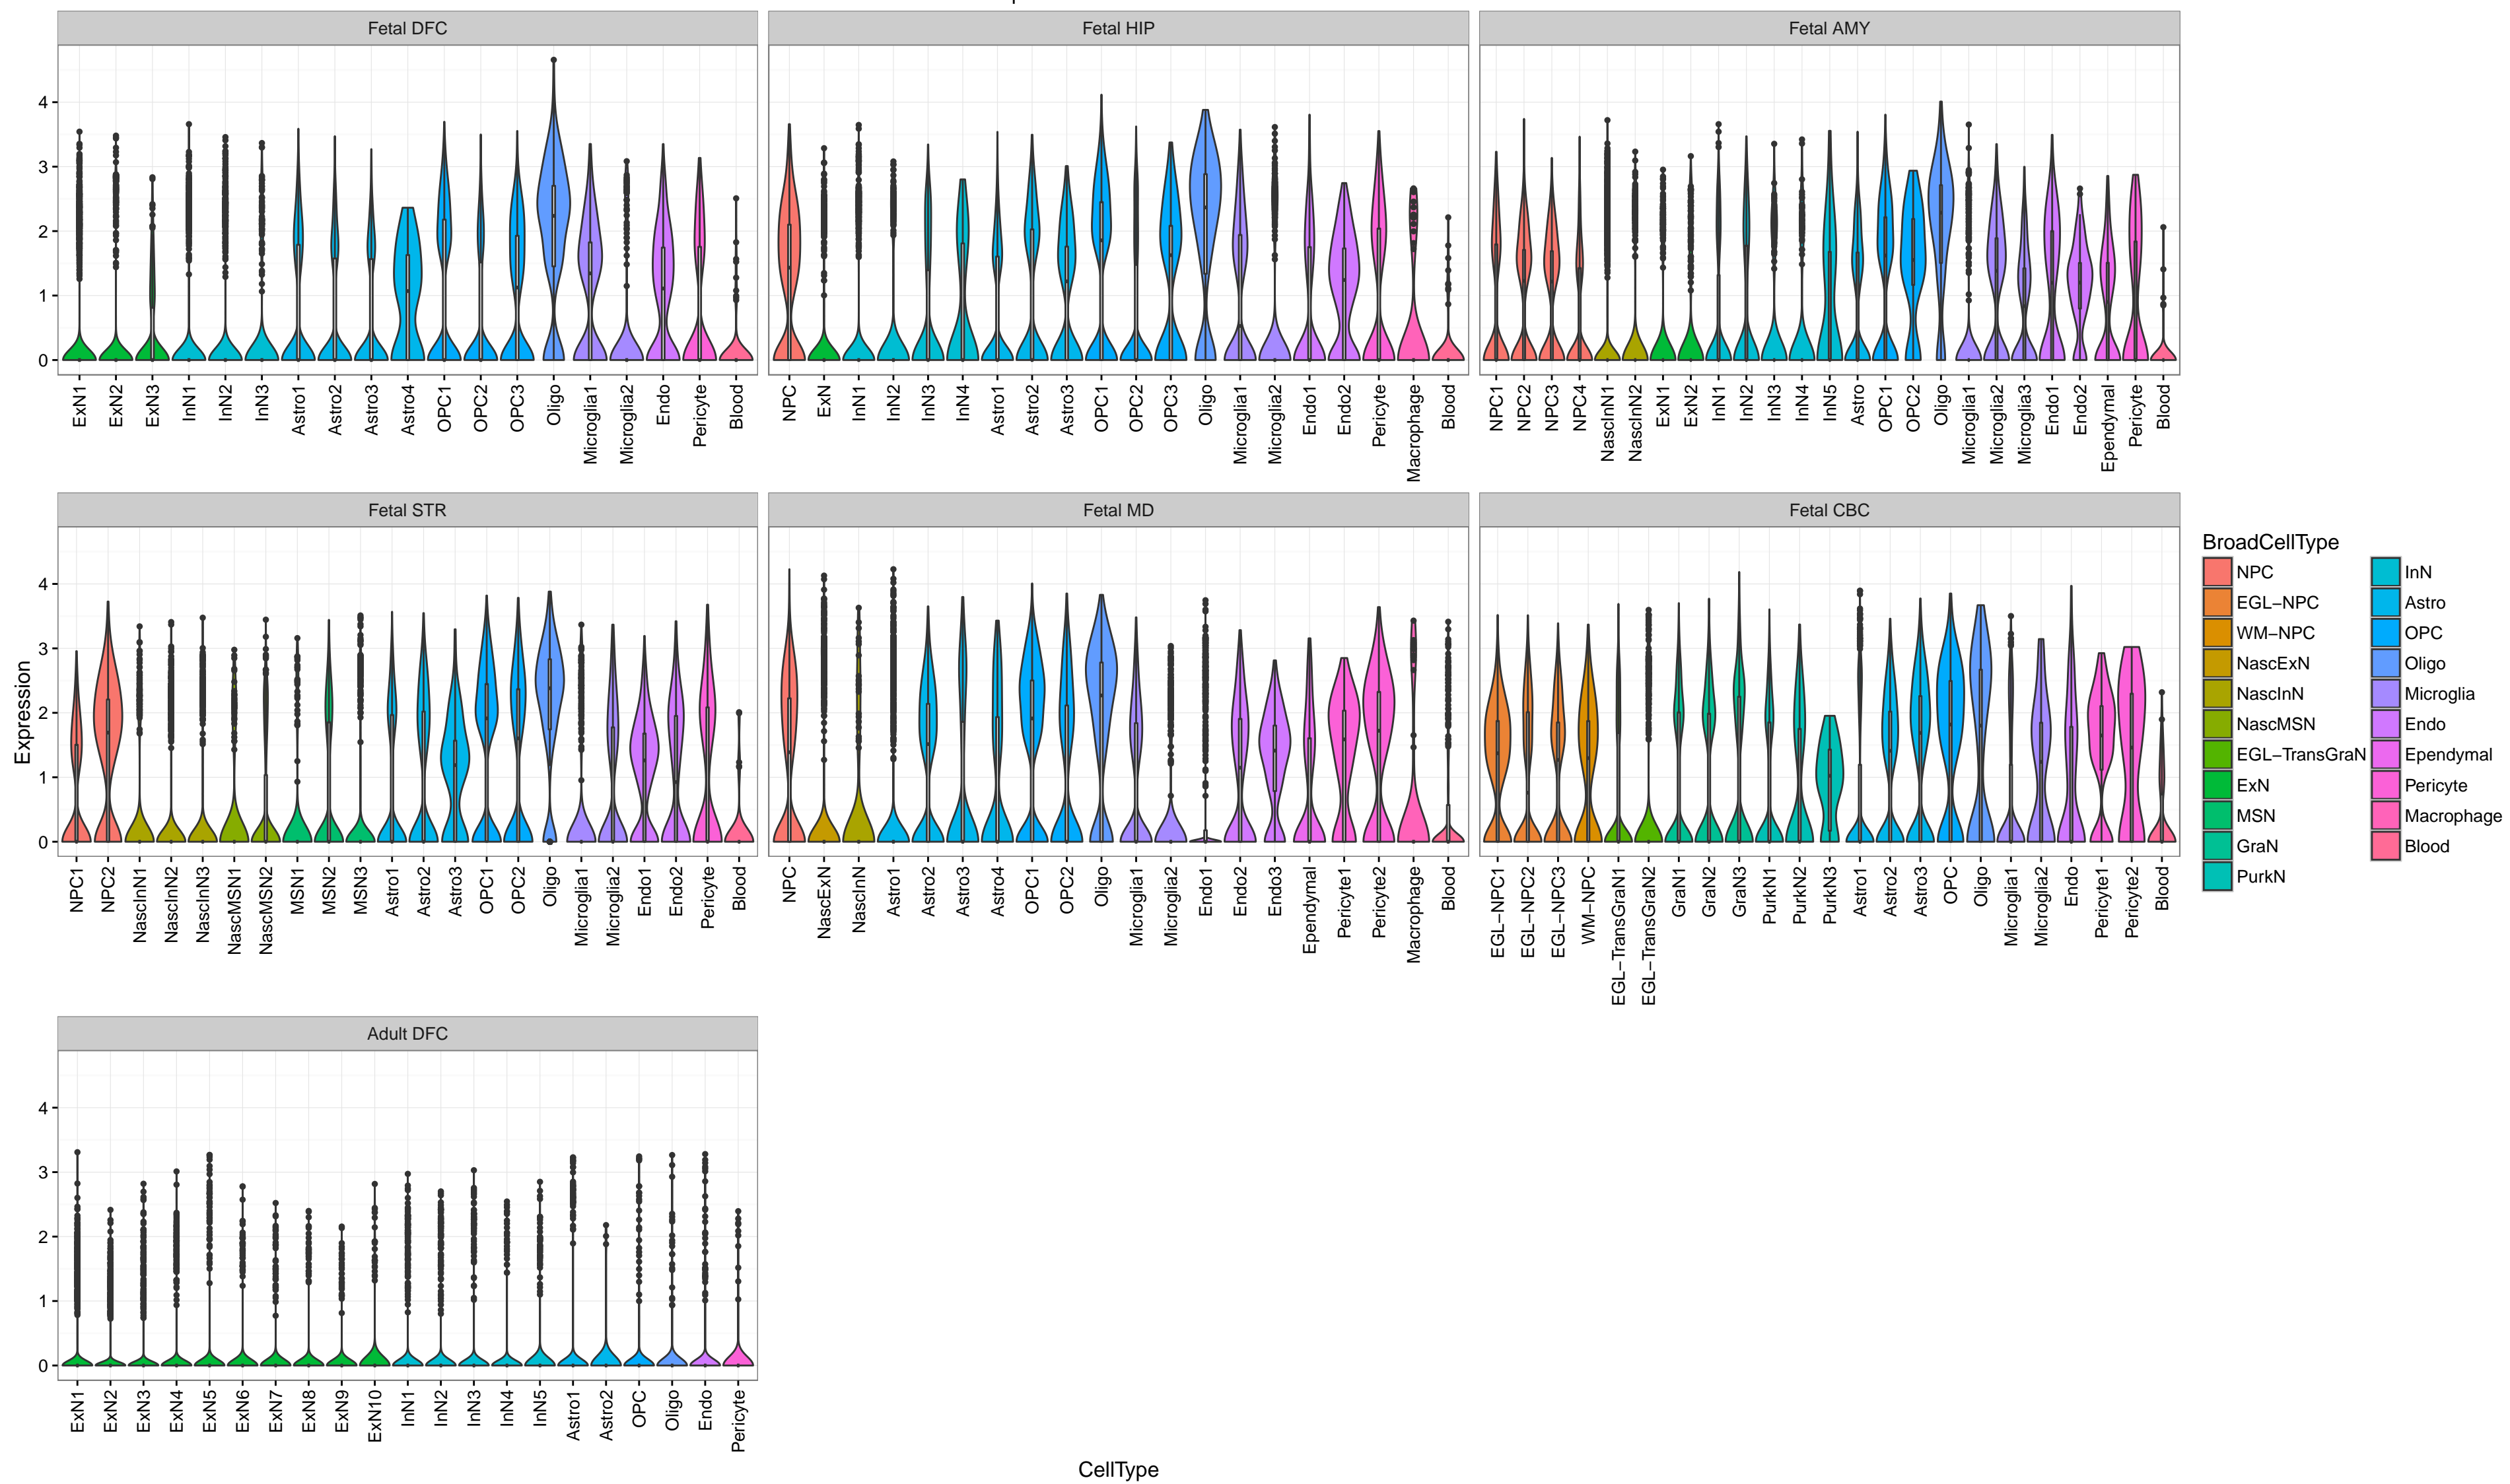 Fetal DFC
Fetal HIP
Fetal AMY
4
3
2
1
0
ExN1 ExN2 ExN3 InN1 InN2 InN3 Astro1 Astro2 Astro3 Astro4 OPC1 OPC2 OPC3 Oligo Microglia1 Microglia2 Endo Pericyte Blood
NPC ExN InN1 InN2 InN3 InN4 Astro1 Astro2 Astro3 OPC1 OPC2 OPC3 Oligo Microglia1 Microglia2 Endo1 Endo2 Pericyte Macrophage Blood
NPC1 NPC2 NPC3 NPC4 NascInN1 NascInN2 ExN1 ExN2 InN1 InN2 InN3 InN4 InN5 Astro OPC1 OPC2 Oligo Microglia1 Microglia2 Microglia3 Endo1 Endo2 Ependymal Pericyte Blood
Fetal STR
Fetal MD
Fetal CBC
Expression
4
3
2
1
0
NPC1 NPC2 NascInN1 NascInN2 NascInN3 NascMSN1 NascMSN2 MSN1 MSN2 MSN3 Astro1 Astro2 Astro3 OPC1 OPC2 Oligo Microglia1 Microglia2 Endo1 Endo2 Pericyte Blood
NPC NascExN NascInN Astro1 Astro2 Astro3 Astro4 OPC1 OPC2 Oligo Microglia1 Microglia2 Endo1 Endo2 Endo3 Ependymal Pericyte1 Pericyte2 Macrophage Blood
EGL−NPC1 EGL−NPC2 EGL−NPC3 WM−NPC EGL−TransGraN1 EGL−TransGraN2 GraN1 GraN2 GraN3 PurkN1 PurkN2 PurkN3 Astro1 Astro2 Astro3 OPC Oligo Microglia1 Microglia2 Endo Pericyte1 Pericyte2 Blood
BroadCellType
NPC
EGL−NPC
WM−NPC
NascExN
NascInN
NascMSN
EGL−TransGraN
ExN
MSN
GraN
PurkN
InN
Astro
OPC
Oligo
Microglia
Endo
Ependymal
Pericyte
Macrophage
Blood
Adult DFC
4
3
2
1
0
ExN1 ExN2 ExN3 ExN4 ExN5 ExN6 ExN7 ExN8 ExN9 ExN10 InN1 InN2 InN3 InN4 InN5 Astro1 Astro2 OPC Oligo Endo Pericyte
CellType